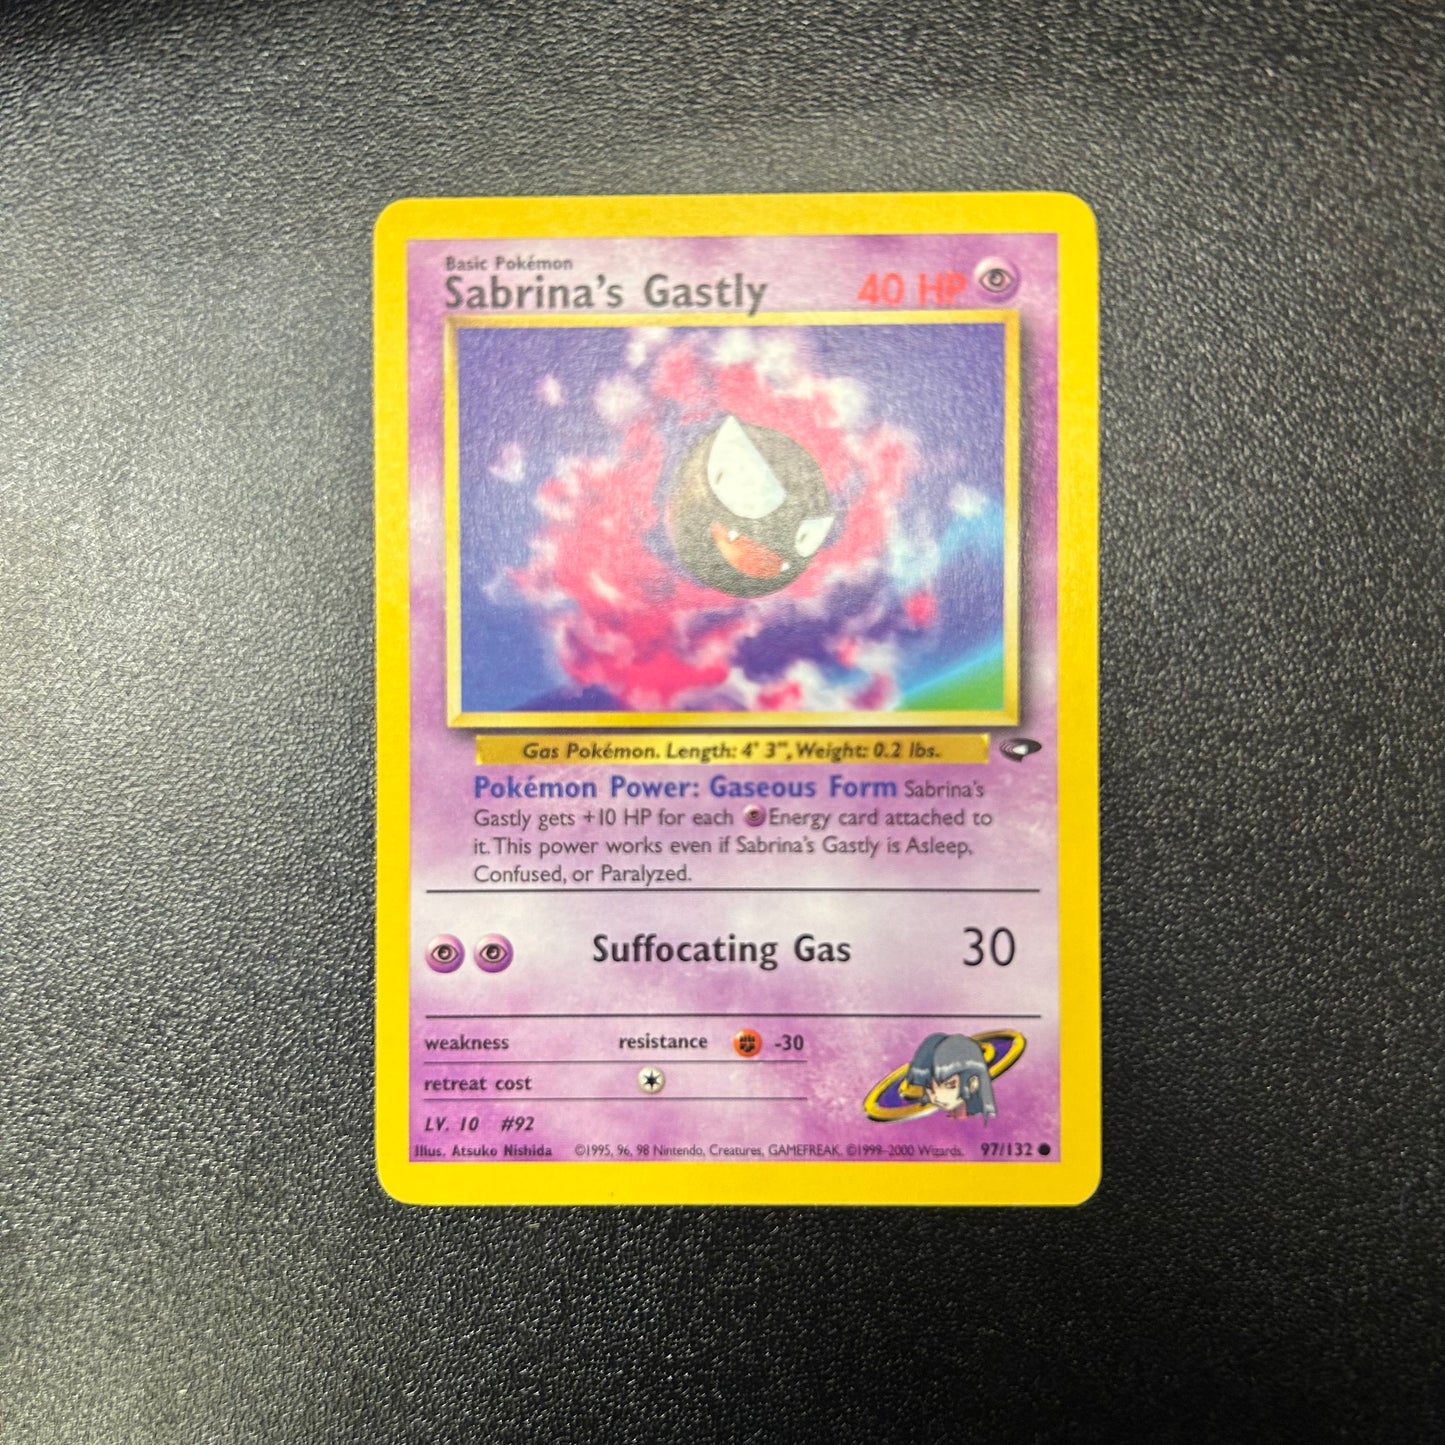 Basic Pokémon
Sabrina's Gastly 40 HP
Gas Pokémon. Length: 4' 3", Weight: 0.2 lbs.
Pokémon Power: Gaseous Form Sabrina's
Gastly gets +10 HP for each Energy card attached to
it. This power works even if Sabrina's Gastly is Asleep,
Confused, or Paralyzed.
Suffocating Gas 30
weakness resistance -30
retreat cost
LV. 10 #92
Illus. Atsuko Nishida ©1995, 96, 98 Nintendo, Creatures, GAMEFREAK. ©1999-2000 Wizards. 97/132